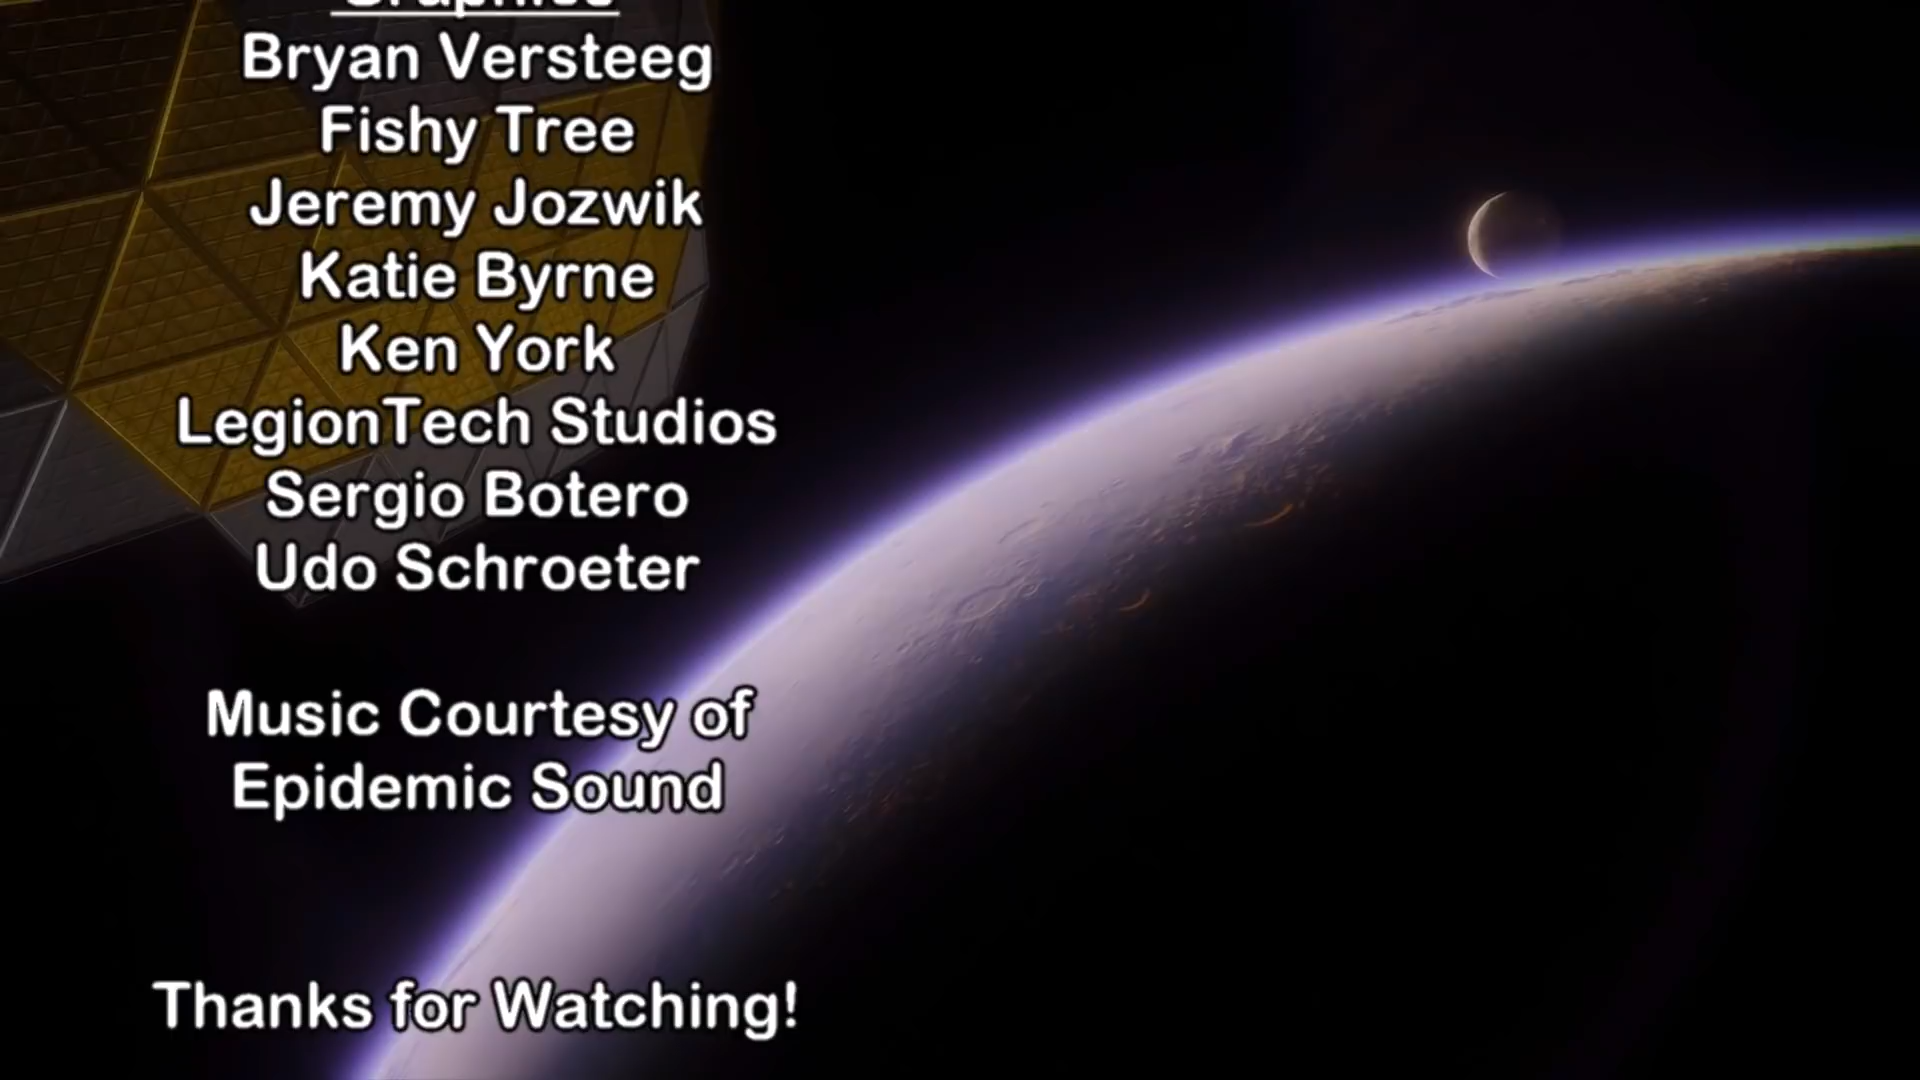 Graphics
Bryan Versteeg
Fishy Tree
Jeremy Jozwik
Katie Byrne
Ken York
LegionTech Studios
Sergio Botero
Udo Schroeter
Music Courtesy of
Epidemic Sound
Thanks for Watching!